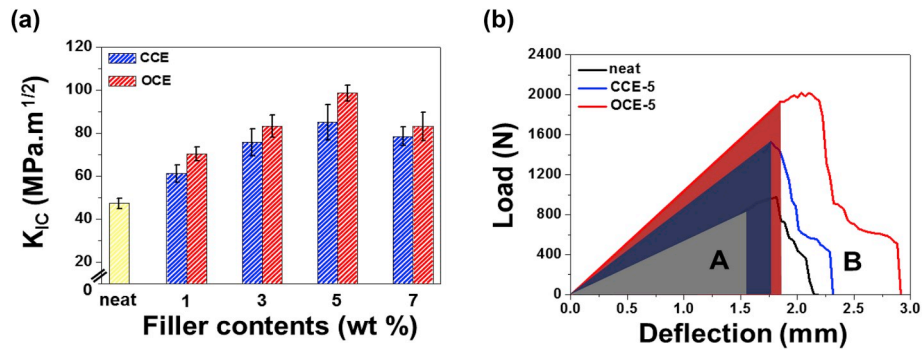 (a)
K_IC (MPa.m^1/2)
120
100
80
60
40
20
0
CCE
OCE
neat
1
3
5
7
Filler contents (wt %)
(b)
Load (N)
2400
2000
1600
1200
800
400
0
neat
CCE-5
OCE-5
A
B
0.0
0.5
1.0
1.5
2.0
2.5
3.0
Deflection (mm)